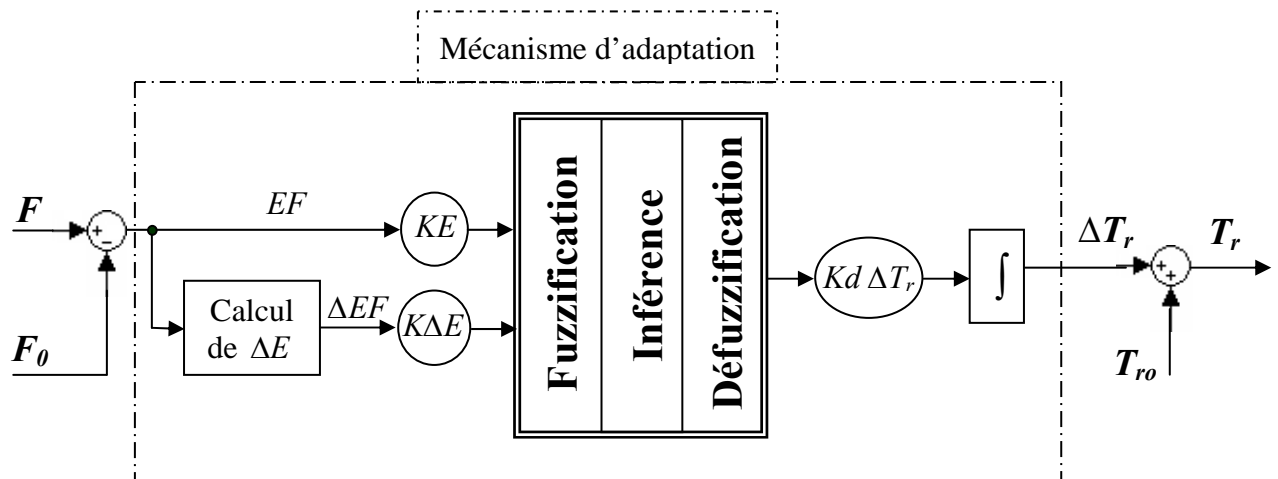 Mécanisme d’adaptation
F
+
−
F0
EF
KE
Calcul
de ΔE
ΔEF
KΔE
Fuzzification
Inférence
Défuzzification
Kd ΔTr
∫
ΔTr
+
+
Tr
Tro